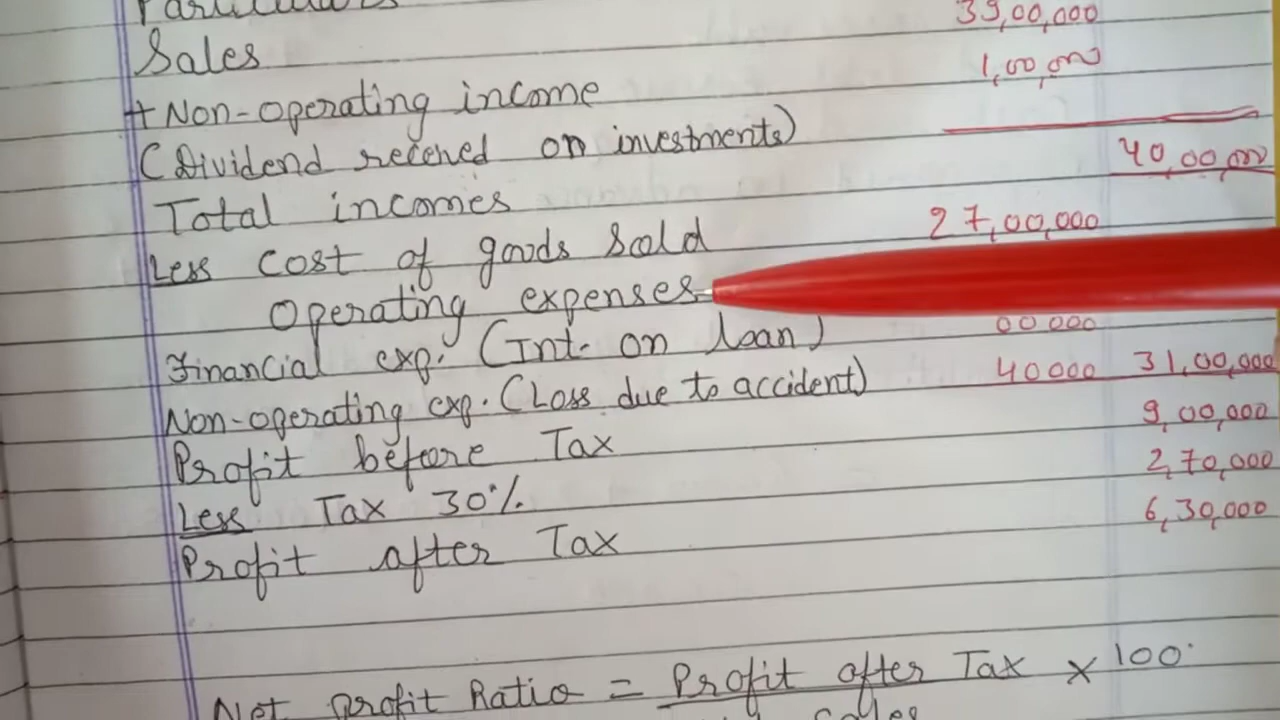 Sales 39,00,000
+ Non-operating income 1,00,000
(Dividend receved on investments)
Total incomes 40,00,000
Less Cost of goods Sold 27,00,000
Operating expenses
Financial exp. (Int. on loan)
Non-operating exp. (Loss due to accident) 40000 31,00,000
Profit before Tax 9,00,000
Less Tax 30% 2,70,000
Profit after Tax 6,30,000
Net profit Ratio = Profit after Tax × 100
Sales